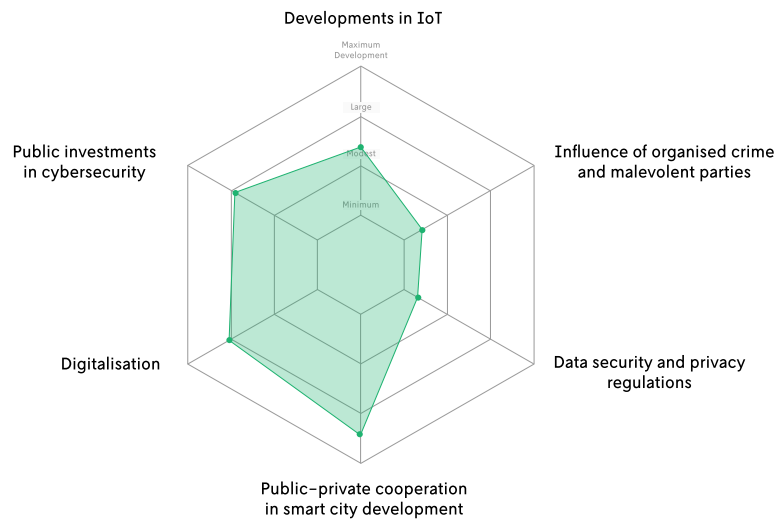 Developments in IoT
Maximum
Development
Large
Public investments
in cybersecurity
Modest
Influence of organised crime
and malevolent parties
Minimum
Digitalisation
Data security and privacy
regulations
Public–private cooperation
in smart city development